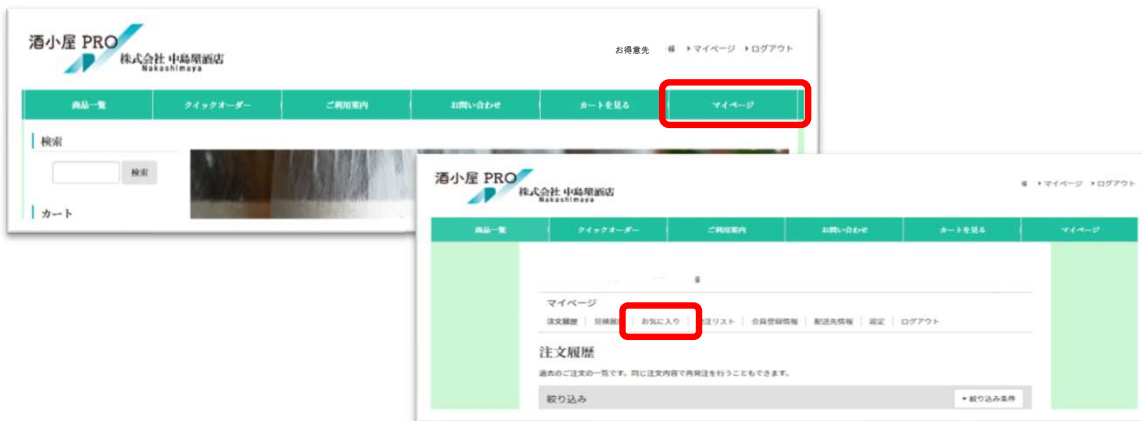 酒小屋 PRO
株式会社 中島屋酒店
Nakashimaya
お得意先 様 マイページ ログアウト
商品一覧 クイックオーダー ご利用案内 お問い合わせ カートを見る マイページ
検索
検索
カート
酒小屋 PRO
株式会社 中島屋酒店
Nakashimaya
様 マイページ ログアウト
商品一覧 クイックオーダー ご利用案内 お問い合わせ カートを見る マイページ
様
マイページ
注文履歴 見積 お気に入り 注リスト 会員登録情報 配送先情報 設定 ログアウト
注文履歴
過去のご注文の一覧です。同じ注文内容で再発注を行うこともできます。
絞り込み 絞り込み条件